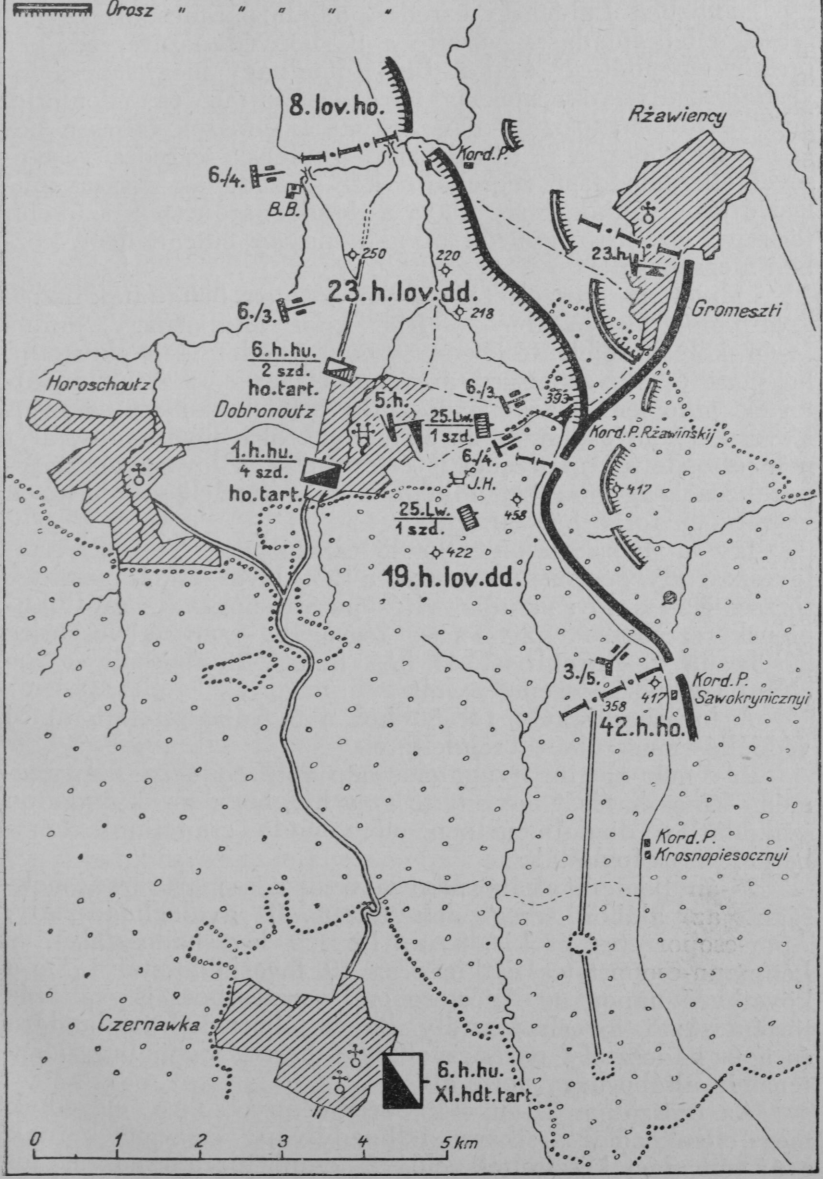 Orosz " " " " "
8. lov. ho.
Rżawiency
Kord. P.
6./4.
B.B.
23.h.
250
220
23.h.lov.dd.
218
6./3.
Gromeszti
6.h.hu.
2 szd.
ho.tart.
Horoschoutz
Dobronoutz
5.h.
6./3.
393
25.Lw.
1 szd.
Kord.P.Rżawinskij
1.h.hu.
4 szd.
ho.tart.
6./4.
J.H.
417
458
25.Lw.
1 szd.
422
19.h.lov.dd.
3./5.
Kord.P.
Sawokrynicznyi
417
358
42.h.ho.
Kord.P.
Krosnopiesocznyi
Czernawka
6.h.hu.
XI.hdt.tart.
0 1 2 3 4 5 km